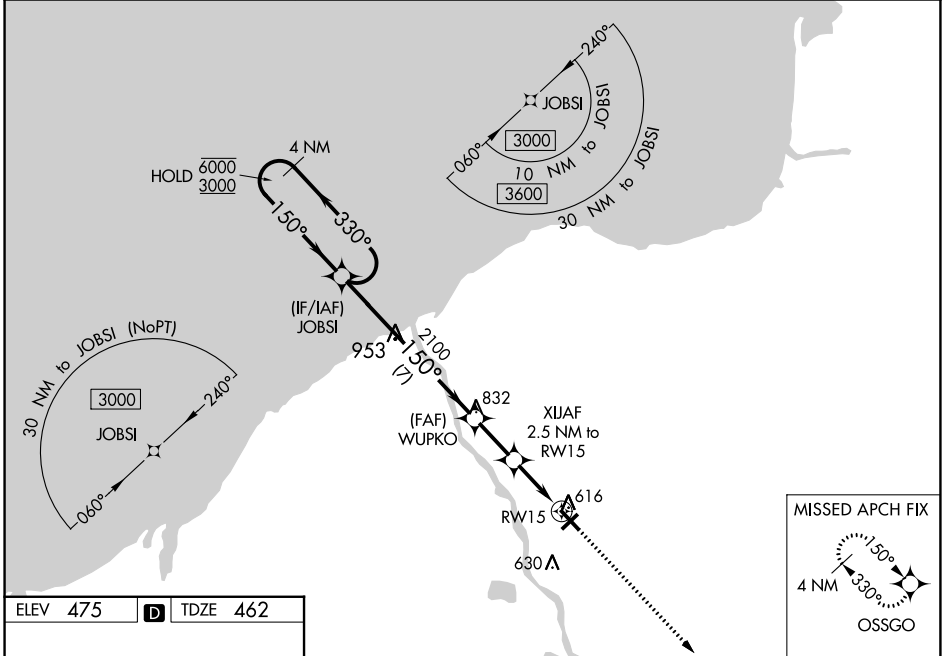 240°
JOBSI
3000
060°
10 NM to JOBSI
3600
30 NM to JOBSI
4 NM
HOLD 6000
3000
150°
330°
(IF/IAF)
JOBSI
953
2100
150°
(7)
30 NM to JOBSI (NoPT)
3000
240°
JOBSI
060°
832
(FAF)
WUPKO
XIJAF
2.5 NM to
RW15
616
RW15
630
MISSED APCH FIX
150°
4 NM
330°
OSSGO
ELEV 475 D TDZE 462